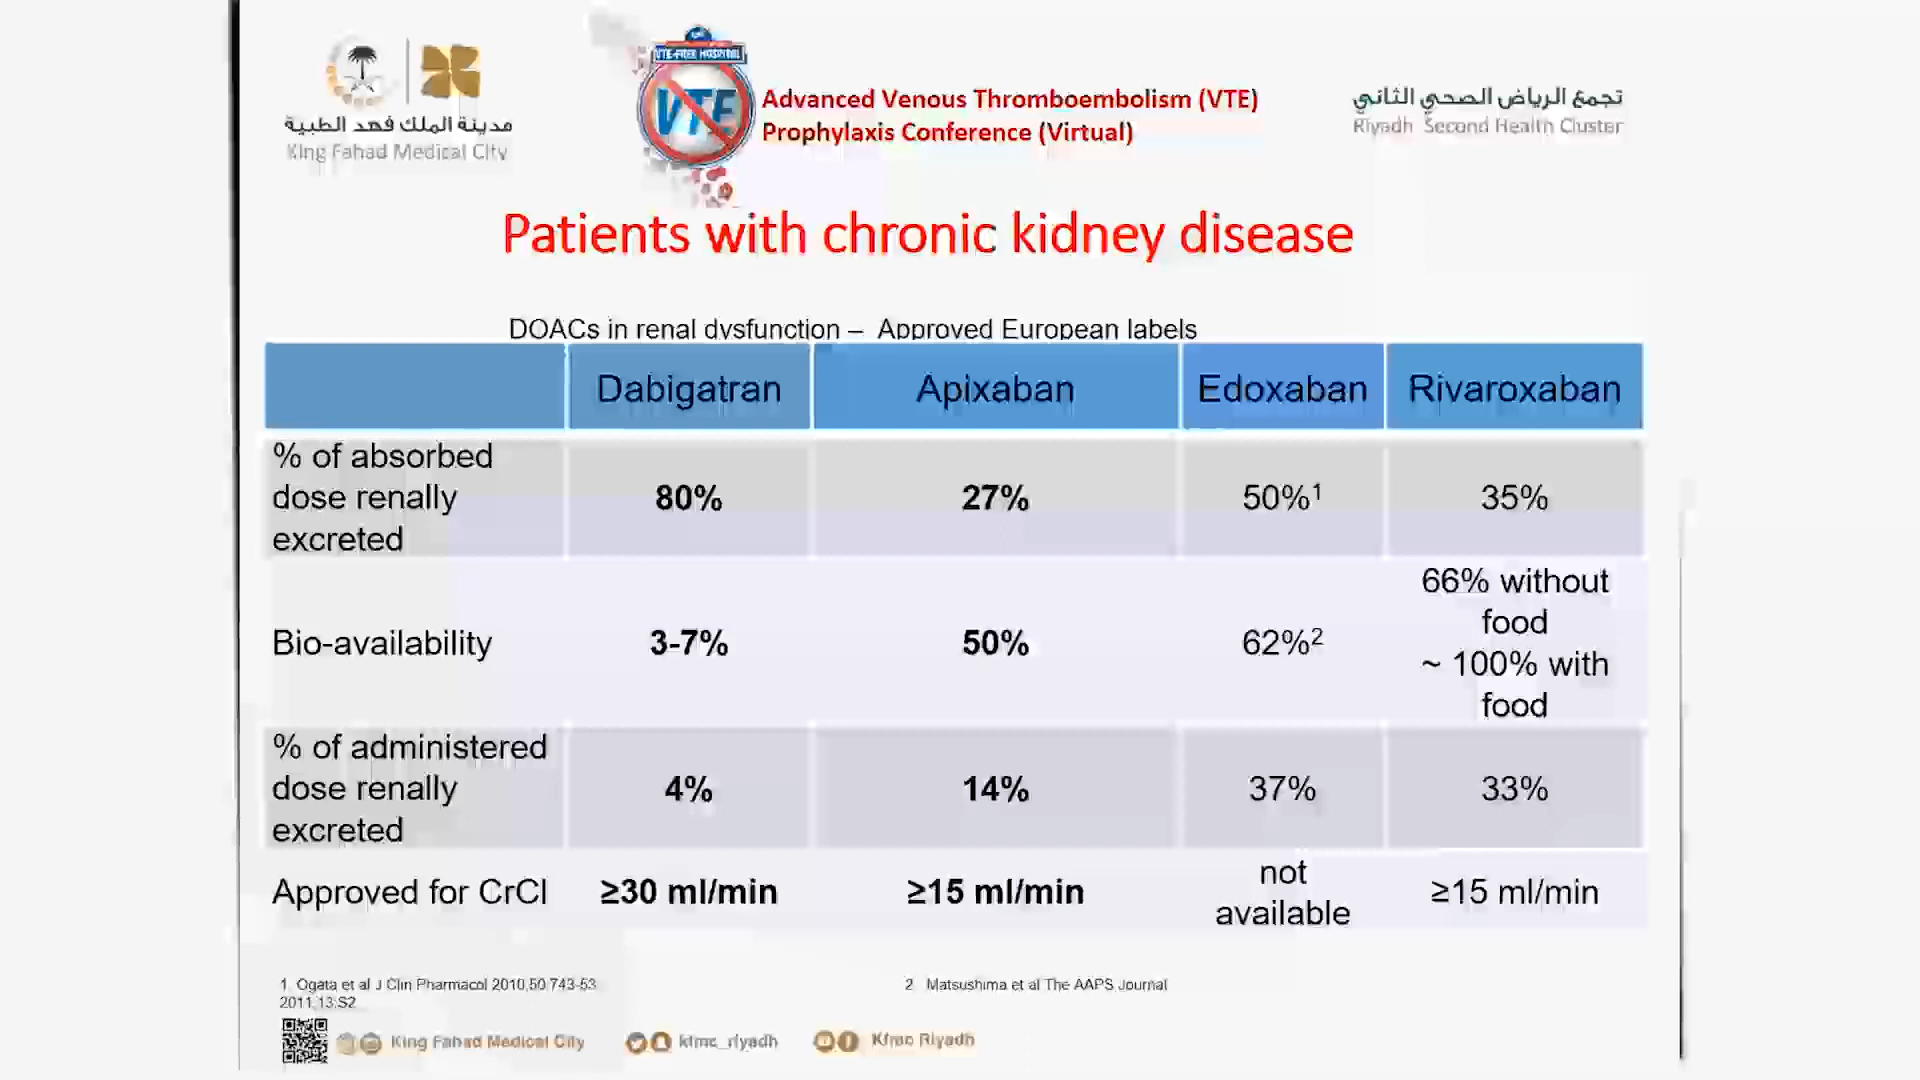 مدينة الملك فهد الطبية
King Fahad Medical City
VTE-FREE HOSPITAL
VTE
Advanced Venous Thromboembolism (VTE)
Prophylaxis Conference (Virtual)
تجمع الرياض الصحي الثاني
Riyadh Second Health Cluster
Patients with chronic kidney disease
DOACs in renal dysfunction – Approved European labels
Dabigatran Apixaban Edoxaban Rivaroxaban
% of absorbed
dose renally
excreted
80% 27% 50%1 35%
Bio-availability 3-7% 50% 62%2
66% without
food
~ 100% with
food
% of administered
dose renally
excreted
4% 14% 37% 33%
Approved for CrCl ≥30 ml/min ≥15 ml/min
not
available
≥15 ml/min
1. Ogata et al J Clin Pharmacol 2010,50 743-53 2 Matsushima et al The AAPS Journal
2011,13:S2
King Fahad Medical City kfmc_riyadh Kfmc Riyadh